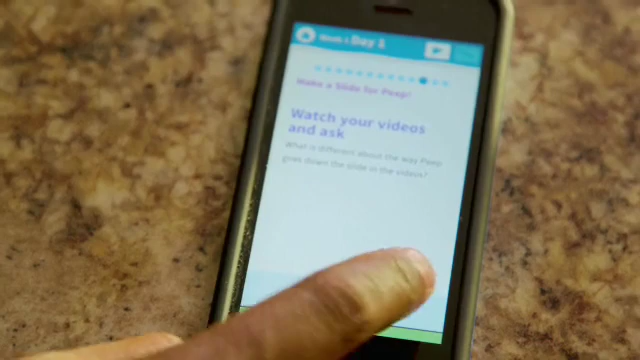 Week 1 Day 1
Make a Slide for Peep!
Watch your videos
and ask
What is different about the way Peep
goes down the slide in the videos?